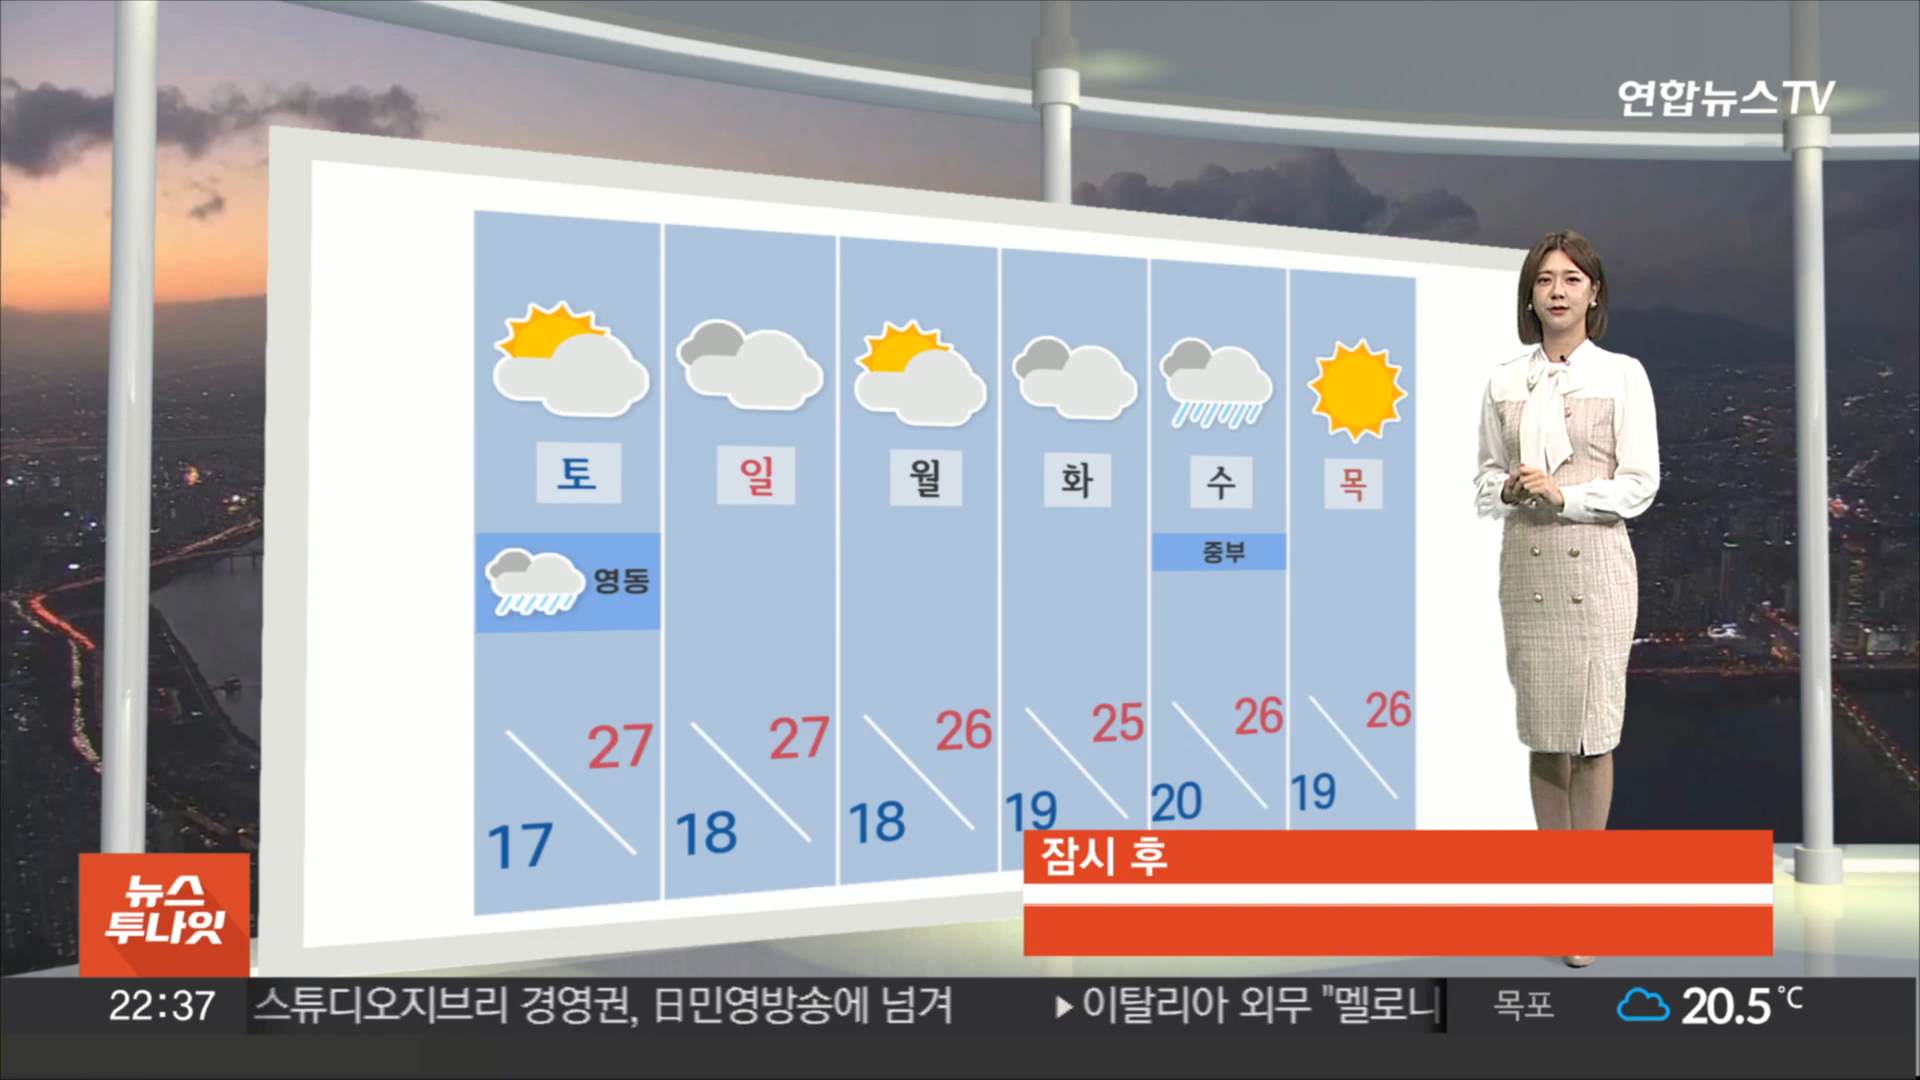 연합뉴스TV
토 일 월 화 수 목
영동 중부
27 27 26 25 26 26
17 18 18 19 20 19
잠시 후
뉴스
투나잇
22:37 스튜디오지브리 경영권, 日민영방송에 넘겨 ▶이탈리아 외무 "멜로니 목포 20.5℃